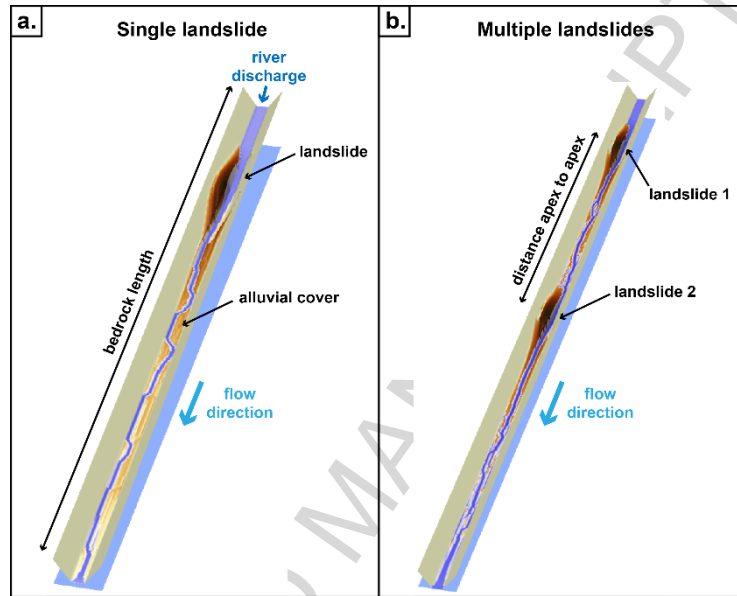 a.
Single landslide
river
discharge
landslide
bedrock length
alluvial cover
flow
direction
b.
Multiple landslides
distance apex to apex
landslide 1
landslide 2
flow
direction